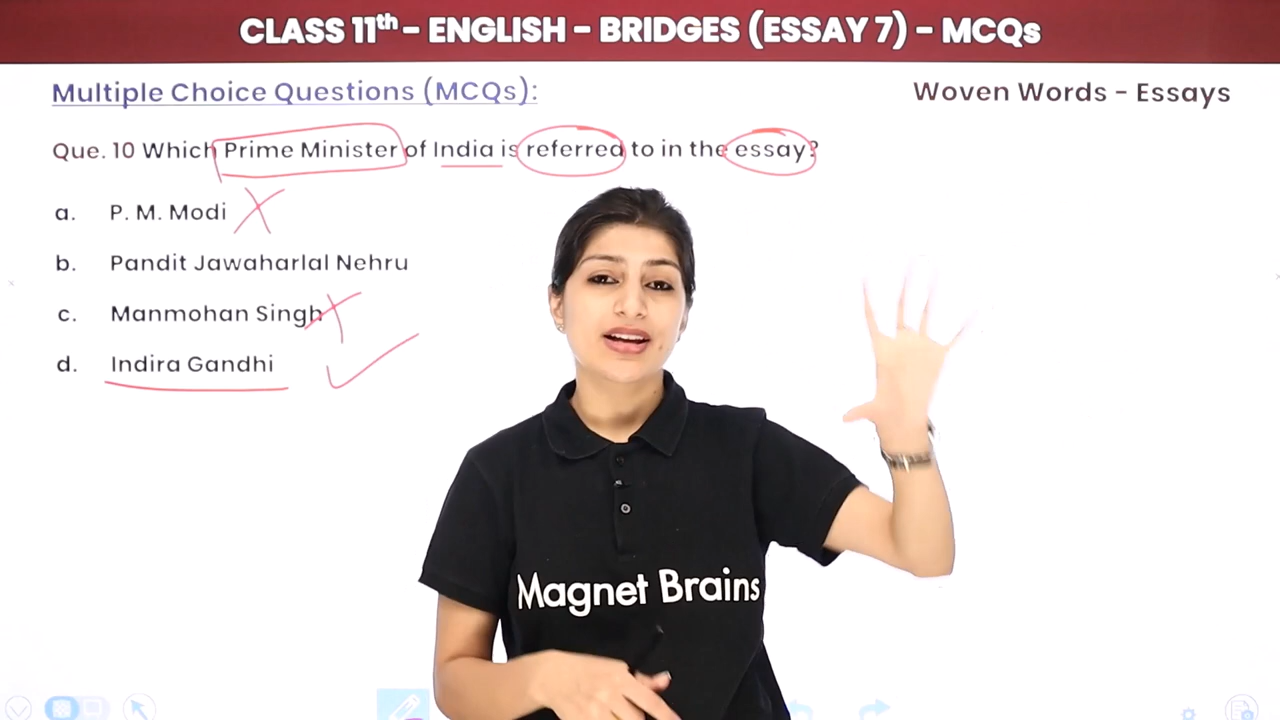 CLASS 11th - ENGLISH - BRIDGES (ESSAY 7) - MCQs
Multiple Choice Questions (MCQs):
Woven Words - Essays
Que. 10 Which Prime Minister of India is referred to in the essay?
a. P. M. Modi
b. Pandit Jawaharlal Nehru
c. Manmohan Singh
d. Indira Gandhi
Magnet Brains